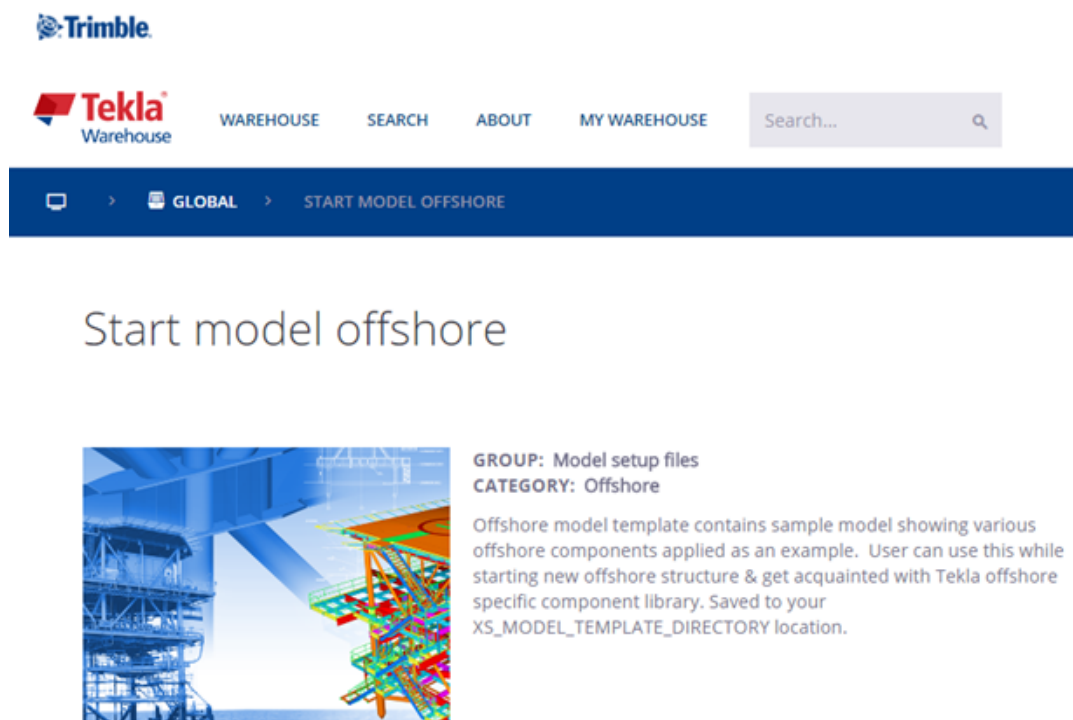 Trimble.
Tekla®
Warehouse
WAREHOUSE SEARCH ABOUT MY WAREHOUSE Search...
> GLOBAL > START MODEL OFFSHORE
Start model offshore
GROUP: Model setup files
CATEGORY: Offshore
Offshore model template contains sample model showing various
offshore components applied as an example. User can use this while
starting new offshore structure & get acquainted with Tekla offshore
specific component library. Saved to your
XS_MODEL_TEMPLATE_DIRECTORY location.